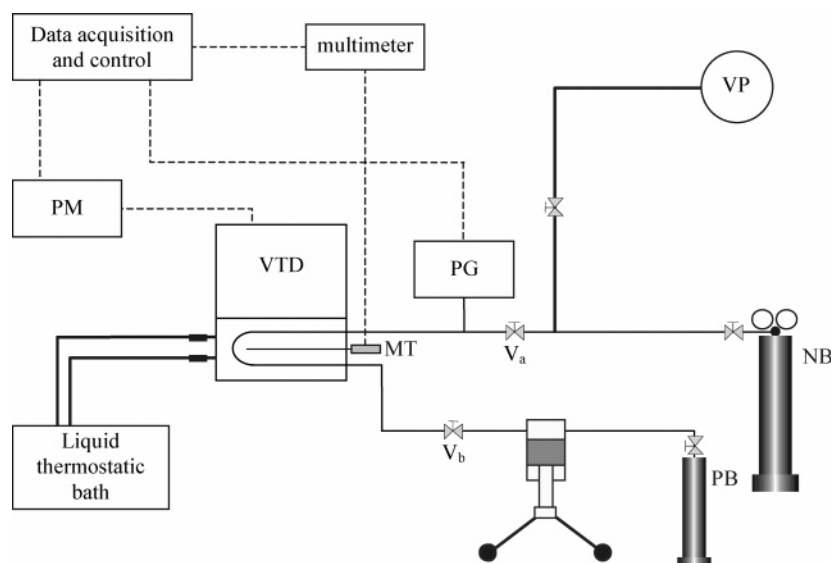 Data acquisition
and control
multimeter
VP
PM
VTD
PG
MT
Va
NB
Liquid
thermostatic
bath
Vb
PB